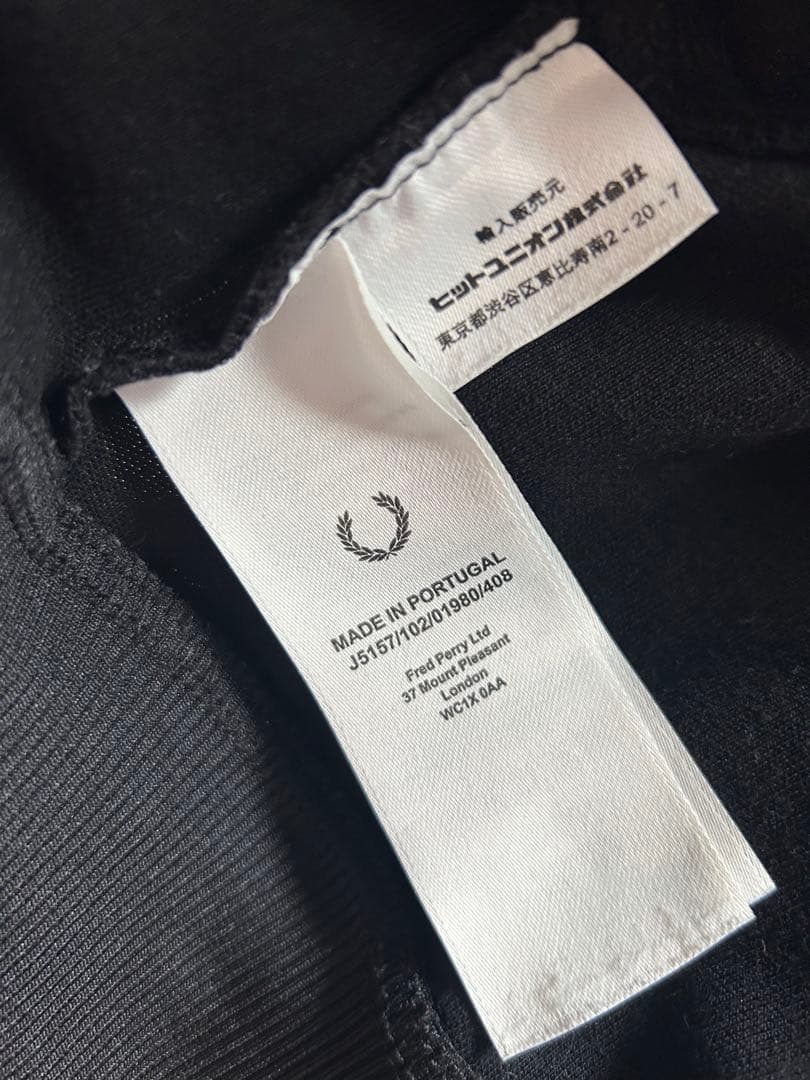 輸入販売元
ヒットユニオン株式会社
東京都渋谷区恵比寿南2-20-7
MADE IN PORTUGAL
J5157/102/01980/408
Fred Perry Ltd
37 Mount Pleasant
London
WC1X 0AA